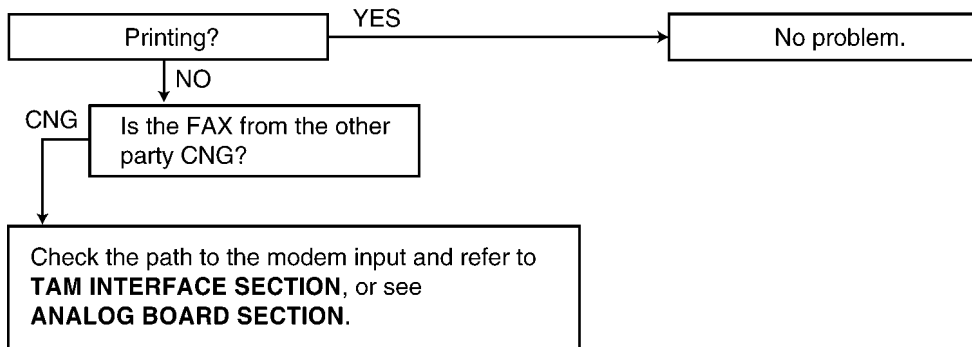 Printing?
YES
No problem.
NO
CNG
Is the FAX from the other
party CNG?
Check the path to the modem input and refer to
TAM INTERFACE SECTION, or see
ANALOG BOARD SECTION.